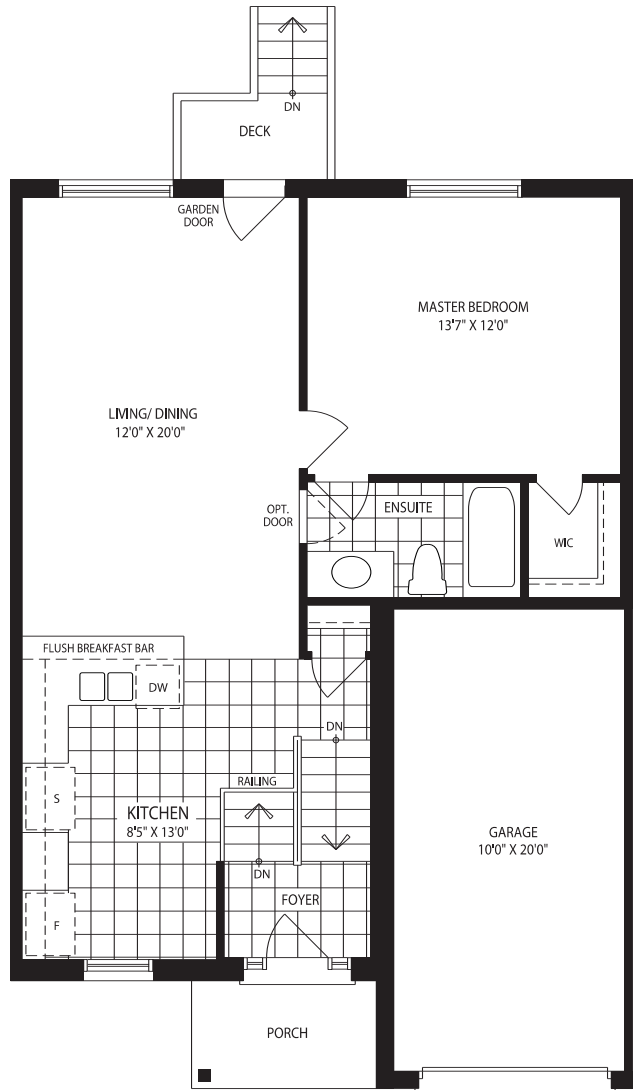 DN
DECK
GARDEN
DOOR
MASTER BEDROOM
13'7" X 12'0"
LIVING/ DINING
12'0" X 20'0"
OPT.
DOOR
ENSUITE
WIC
FLUSH BREAKFAST BAR
DW
DN
S
RAILING
KITCHEN
8'5" X 13'0"
GARAGE
10'0" X 20'0"
DN
FOYER
F
PORCH